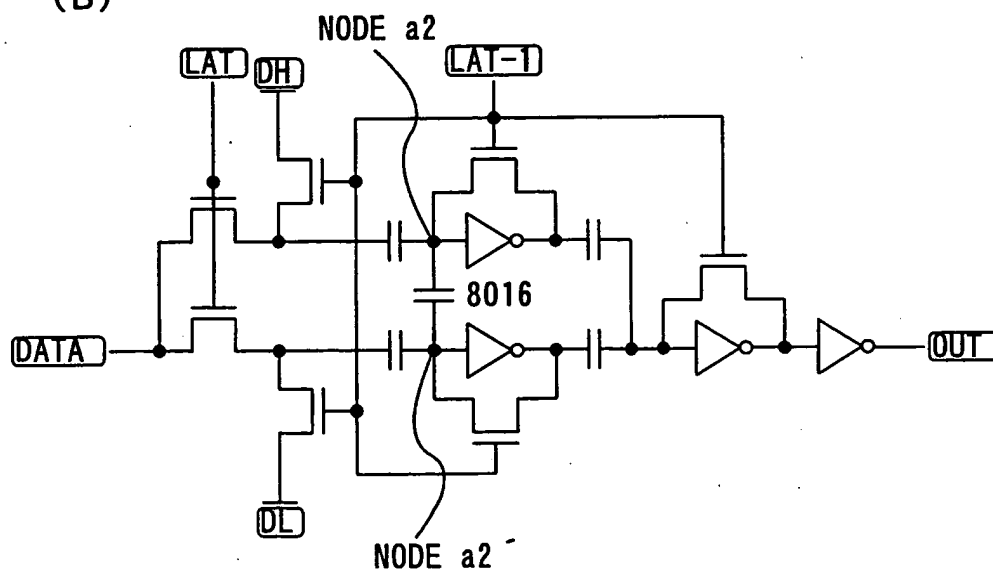 (B)
NODE a2
LAT
DH
LAT-1
8016
DATA
OUT
DL
NODE a2